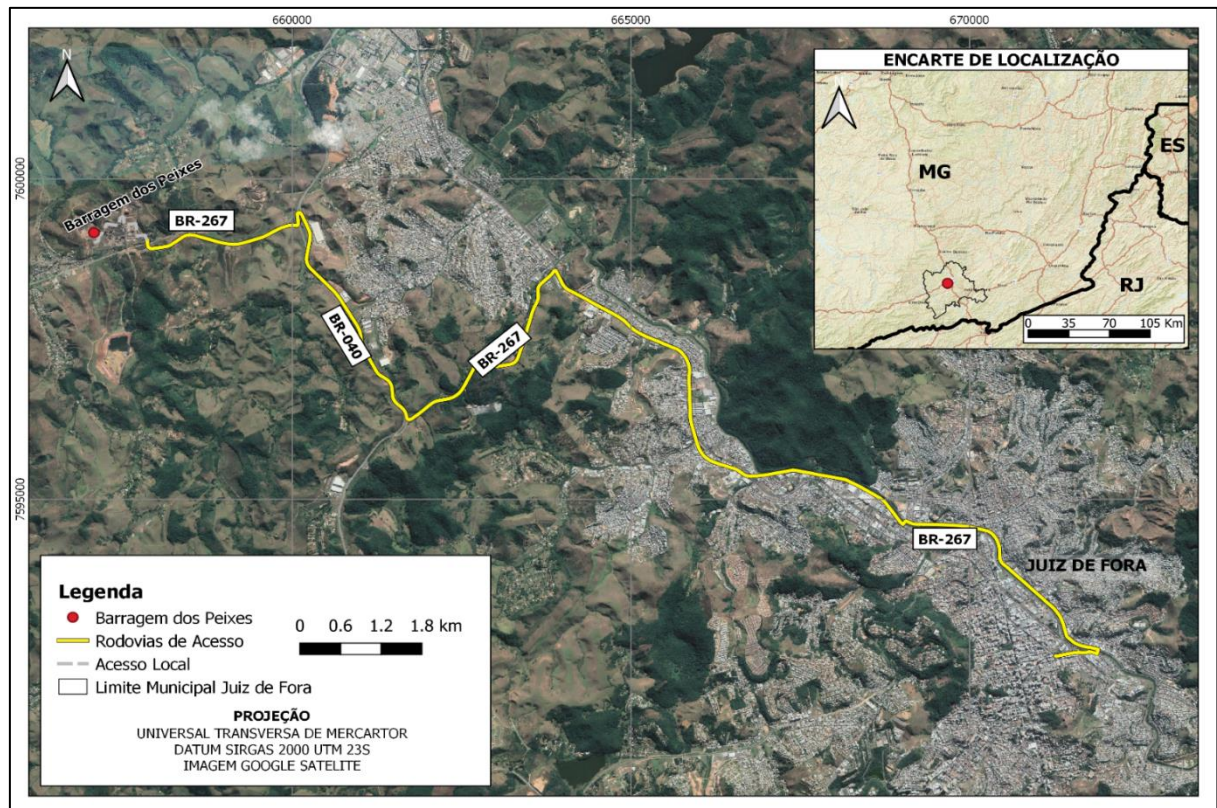 660000
665000
670000
N
ENCARTE DE LOCALIZAÇÃO
MG
ES
RJ
0 35 70 105 Km
7600000
Barragem dos Peixes
BR-267
BR-040
BR-267
7595000
BR-267
JUIZ DE FORA
Legenda
Barragem dos Peixes
Rodovias de Acesso
Acesso Local
Limite Municipal Juiz de Fora
0 0.6 1.2 1.8 km
PROJEÇÃO
UNIVERSAL TRANSVERSA DE MERCARTOR
DATUM SIRGAS 2000 UTM 23S
IMAGEM GOOGLE SATELITE